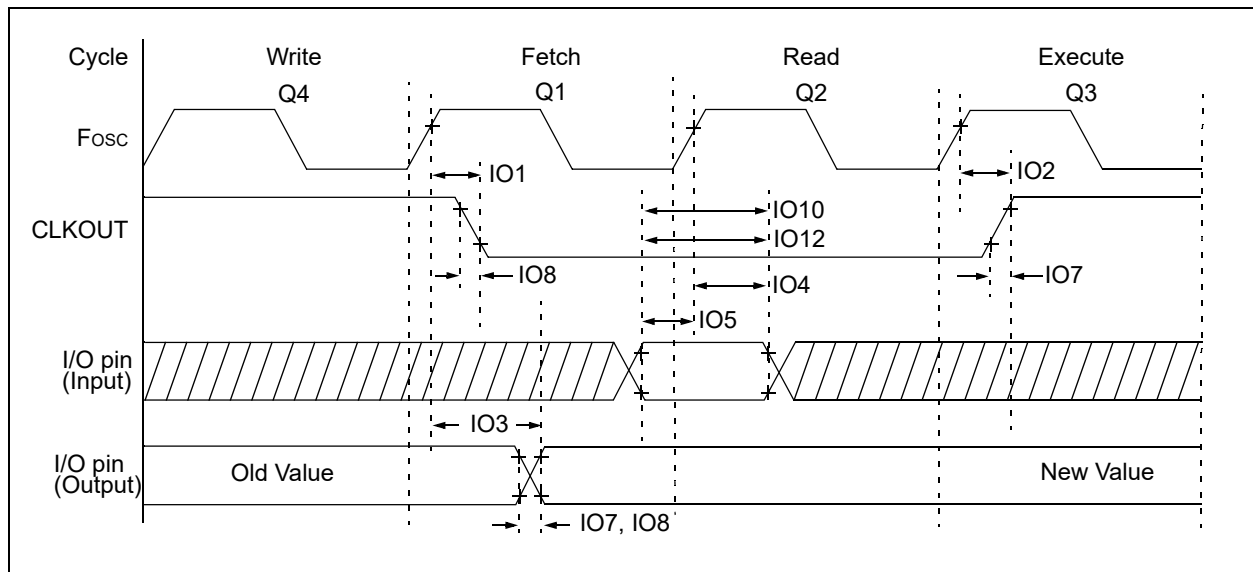 Cycle Write Fetch Read Execute
Q4 Q1 Q2 Q3
Fosc
IO1 IO2
CLKOUT IO10
IO12
IO8 IO4 IO7
IO5
I/O pin
(Input)
IO3
I/O pin
(Output) Old Value New Value
IO7, IO8